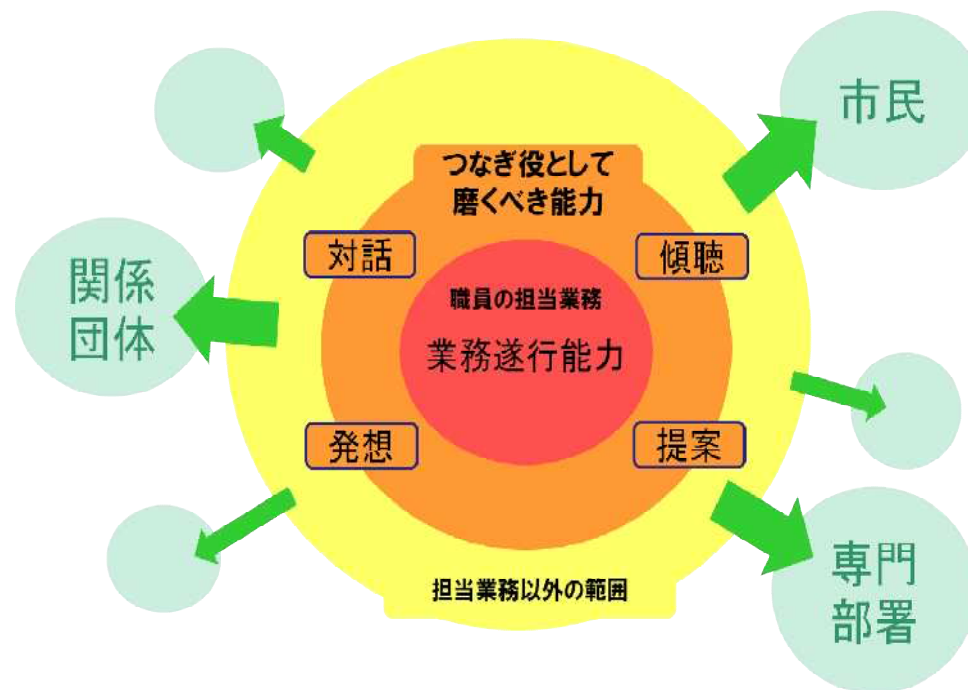 市民
つなぎ役として
磨くべき能力
対話
傾聴
関係
団体
職員の担当業務
業務遂行能力
発想
提案
専門
部署
担当業務以外の範囲